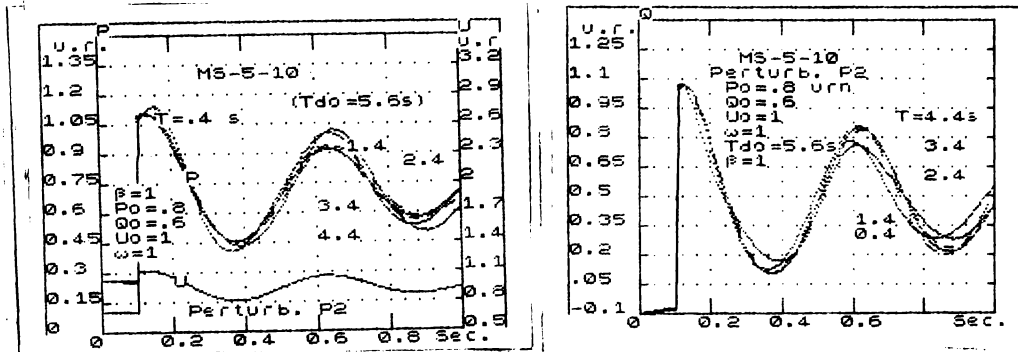 P
u.r.
U
u.r
1.35
1.2
1.05
0.9
0.75
0.6
0.45
0.3
0.15
0
3.2
2.9
2.6
2.3
2
1.7
1.4
1.1
0.8
0.5
MS-5-10
(Tdo=5.6s)
T=.4 s
1.4
2.4
P
3.4
4.4
β=1
Po=.8
Qo=.6
Uo=1
ω=1
U
Perturb. P2
0 0.2 0.4 0.6 Sec.
Q
u.r.
1.25
1.1
0.95
0.8
0.65
0.5
0.35
0.2
0.05
-0.1
MS-5-10
Perturb. P2
Po=.8 urn
Qo=.6
Uo=1
ω=1
Tdo=5.6s
β=1
T=4.4s
3.4
2.4
1.4
0.4
0 0.2 0.4 0.6 Sec.